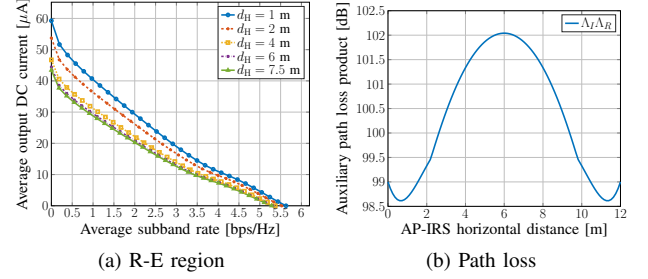 Average output DC current [μA]
60
50
40
30
20
10
0
0 0.5 1 1.5 2 2.5 3 3.5 4 4.5 5 5.5 6
Average subband rate [bps/Hz]
d_H = 1 m
d_H = 2 m
d_H = 4 m
d_H = 6 m
d_H = 7.5 m
(a) R-E region
Auxiliary path loss product [dB]
102.5
102
101.5
101
100.5
100
99.5
99
98.5
0 2 4 6 8 10 12
AP-IRS horizontal distance [m]
Λ_I Λ_R
(b) Path loss